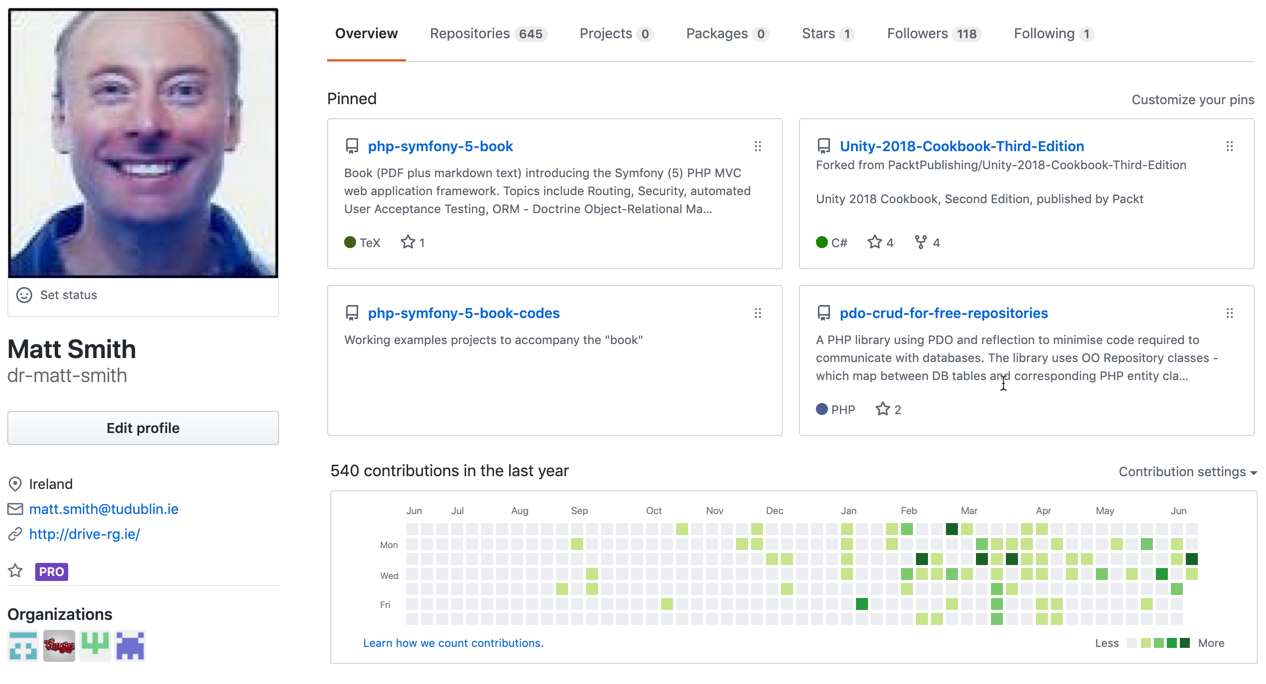 Overview Repositories 645 Projects 0 Packages 0 Stars 1 Followers 118 Following 1
Pinned
Customize your pins
php-symfony-5-book
Book (PDF plus markdown text) introducing the Symfony (5) PHP MVC
web application framework. Topics include Routing, Security, automated
User Acceptance Testing, ORM - Doctrine Object-Relational Ma...
TeX 1
Unity-2018-Cookbook-Third-Edition
Forked from PacktPublishing/Unity-2018-Cookbook-Third-Edition
Unity 2018 Cookbook, Second Edition, published by Packt
C# 4 4
php-symfony-5-book-codes
Working examples projects to accompany the "book"
pdo-crud-for-free-repositories
A PHP library using PDO and reflection to minimise code required to
communicate with databases. The library uses OO Repository classes -
which map between DB tables and corresponding PHP entity cla...
PHP 2
Set status
Matt Smith
dr-matt-smith
Edit profile
Ireland
matt.smith@tudublin.ie
http://drive-rg.ie/
PRO
Organizations
540 contributions in the last year
Contribution settings
Jun Jul Aug Sep Oct Nov Dec Jan Feb Mar Apr May Jun
Mon
Wed
Fri
Learn how we count contributions.
Less More